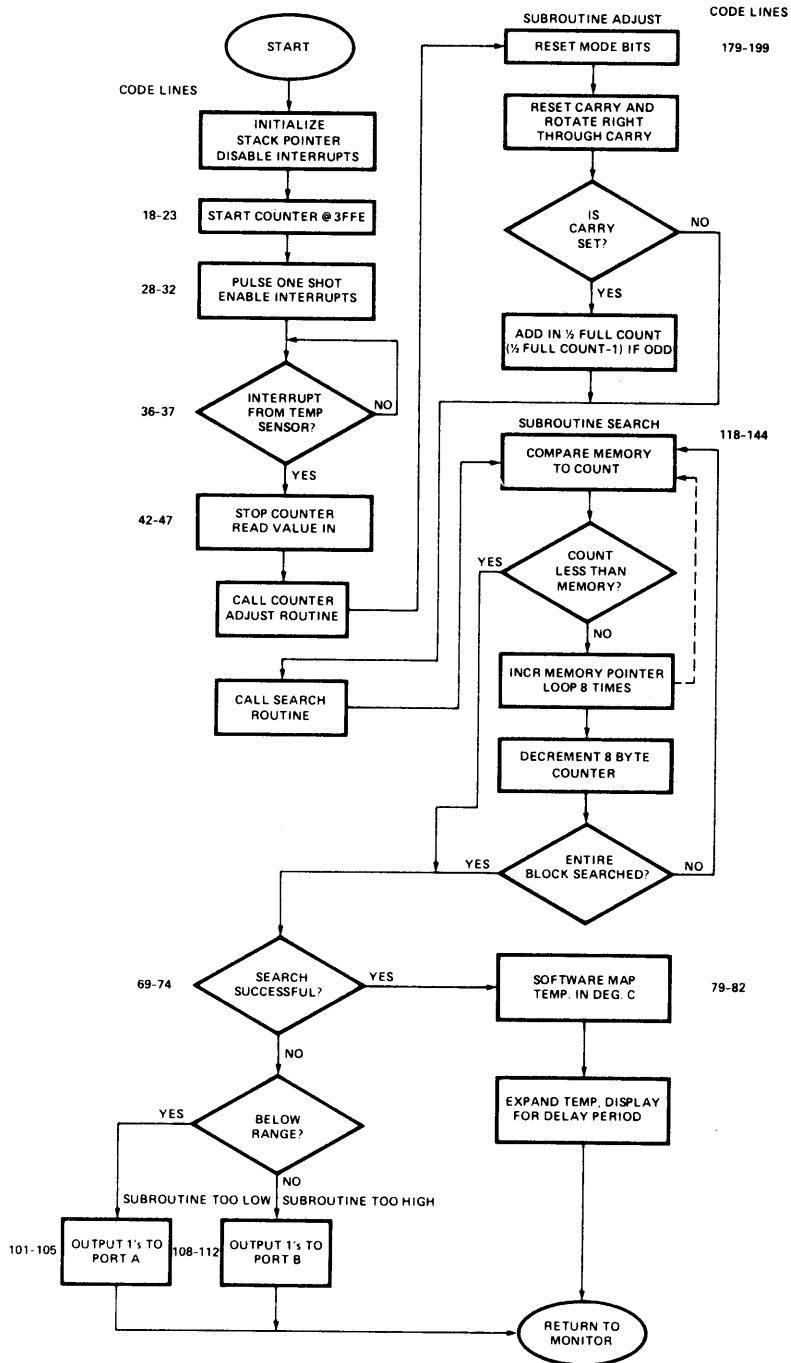 START
CODE LINES
INITIALIZE
STACK POINTER
DISABLE INTERRUPTS
18-23
START COUNTER @ 3FFE
28-32
PULSE ONE SHOT
ENABLE INTERRUPTS
36-37
INTERRUPT
FROM TEMP
SENSOR?
NO
YES
42-47
STOP COUNTER
READ VALUE IN
CALL COUNTER
ADJUST ROUTINE
CALL SEARCH
ROUTINE
SUBROUTINE ADJUST
CODE LINES
RESET MODE BITS
179-199
RESET CARRY AND
ROTATE RIGHT
THROUGH CARRY
IS
CARRY
SET?
NO
YES
ADD IN ½ FULL COUNT
(½ FULL COUNT-1) IF ODD
SUBROUTINE SEARCH
118-144
COMPARE MEMORY
TO COUNT
YES
COUNT
LESS THAN
MEMORY?
NO
INCR MEMORY POINTER
LOOP 8 TIMES
DECREMENT 8 BYTE
COUNTER
YES
ENTIRE
BLOCK SEARCHED?
NO
69-74
SEARCH
SUCCESSFUL?
YES
SOFTWARE MAP
TEMP. IN DEG. C
79-82
NO
EXPAND TEMP, DISPLAY
FOR DELAY PERIOD
YES
BELOW
RANGE?
NO
SUBROUTINE TOO LOW
SUBROUTINE TOO HIGH
101-105
OUTPUT 1's TO
PORT A
108-112
OUTPUT 1's TO
PORT B
RETURN TO
MONITOR